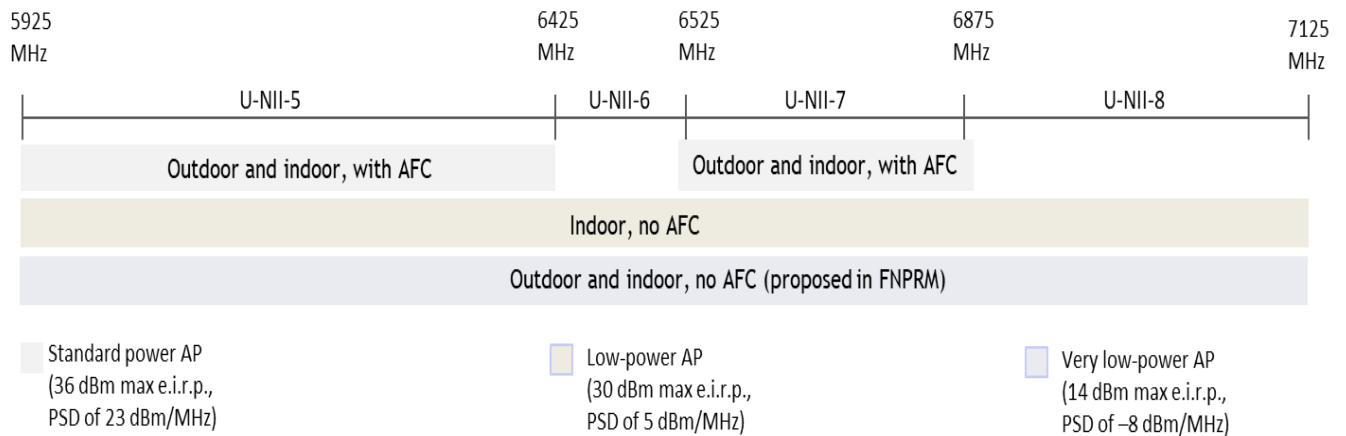 5925
MHz
6425
MHz
6525
MHz
6875
MHz
7125
MHz
U-NII-5
U-NII-6
U-NII-7
U-NII-8
Outdoor and indoor, with AFC
Outdoor and indoor, with AFC
Indoor, no AFC
Outdoor and indoor, no AFC (proposed in FNPRM)
Standard power AP
(36 dBm max e.i.r.p.,
PSD of 23 dBm/MHz)
Low-power AP
(30 dBm max e.i.r.p.,
PSD of 5 dBm/MHz)
Very low-power AP
(14 dBm max e.i.r.p.,
PSD of –8 dBm/MHz)